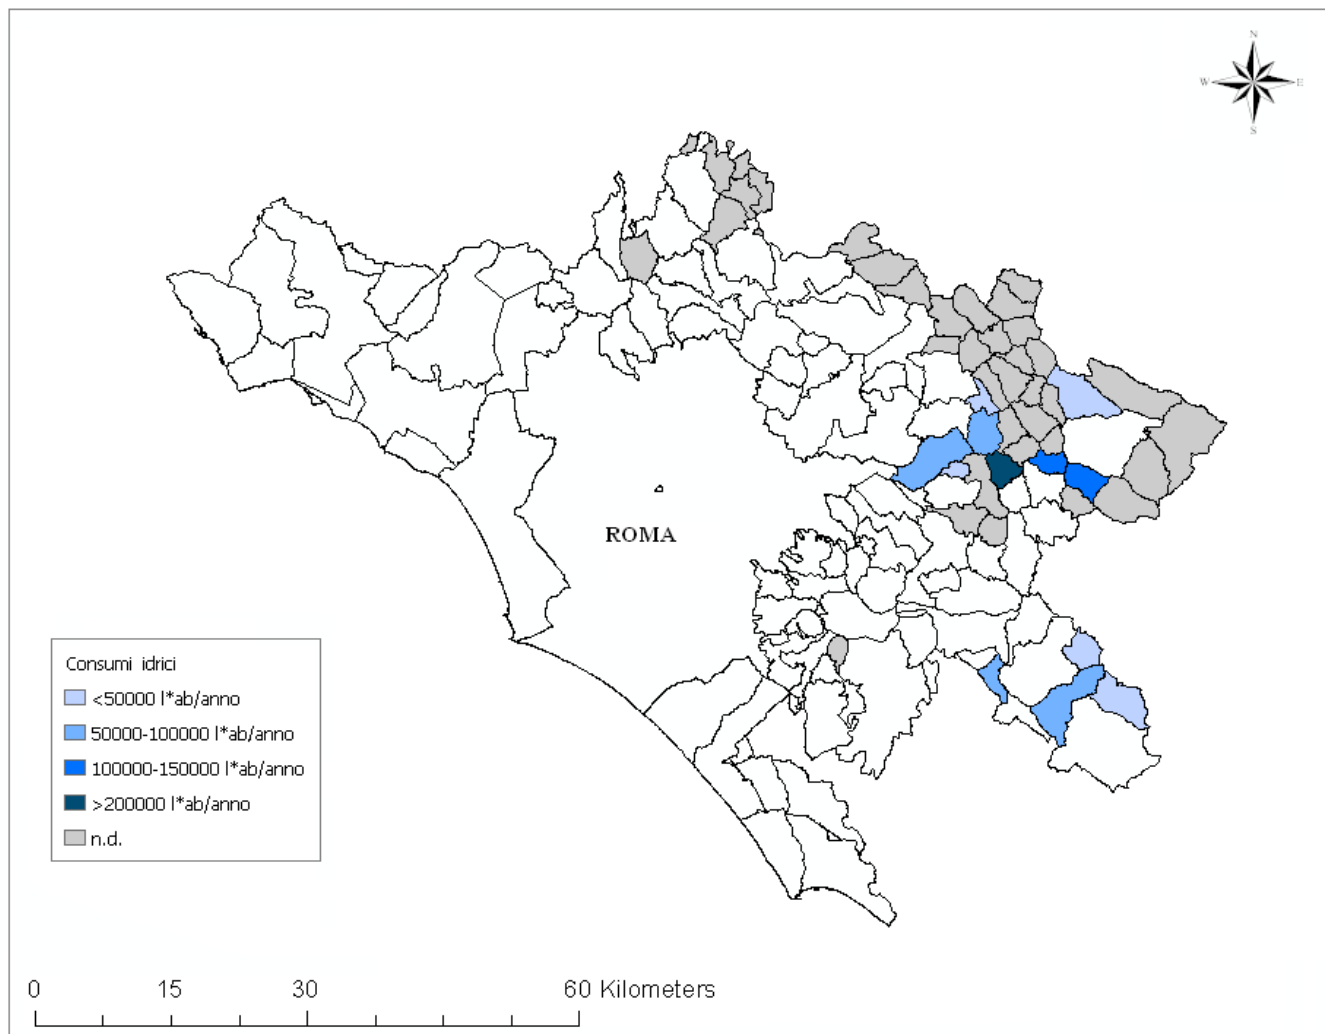 N
W E
S
ROMA
Consumi idrici
<50000 l*ab/anno
50000-100000 l*ab/anno
100000-150000 l*ab/anno
>200000 l*ab/anno
n.d.
0 15 30 60 Kilometers